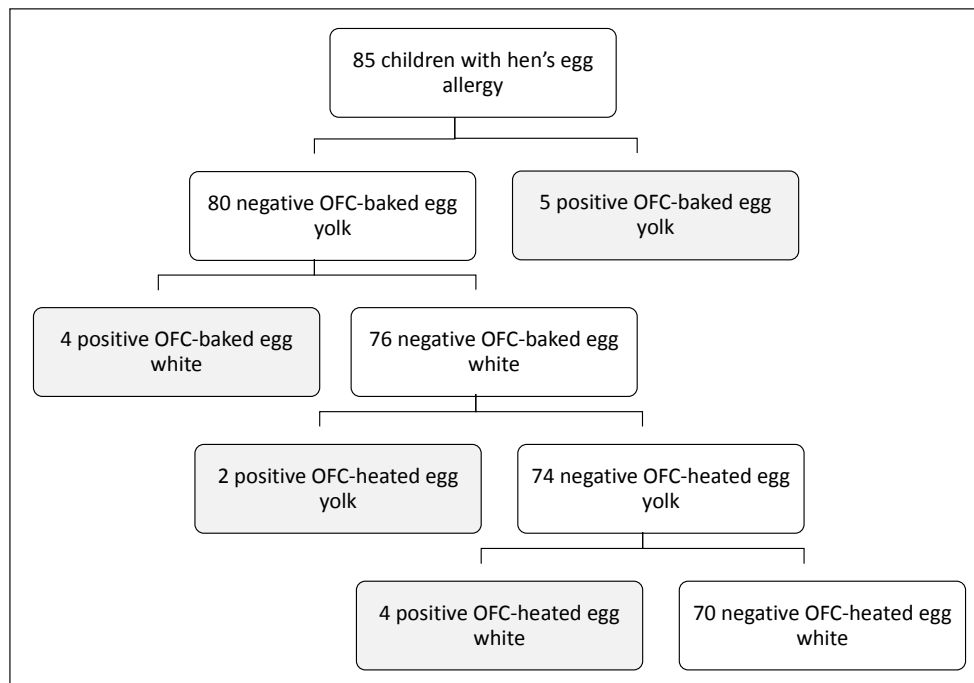 85 children with hen's egg
allergy
80 negative OFC-baked egg
yolk
5 positive OFC-baked egg
yolk
4 positive OFC-baked egg
white
76 negative OFC-baked egg
white
2 positive OFC-heated egg
yolk
74 negative OFC-heated egg
yolk
4 positive OFC-heated egg
white
70 negative OFC-heated egg
white